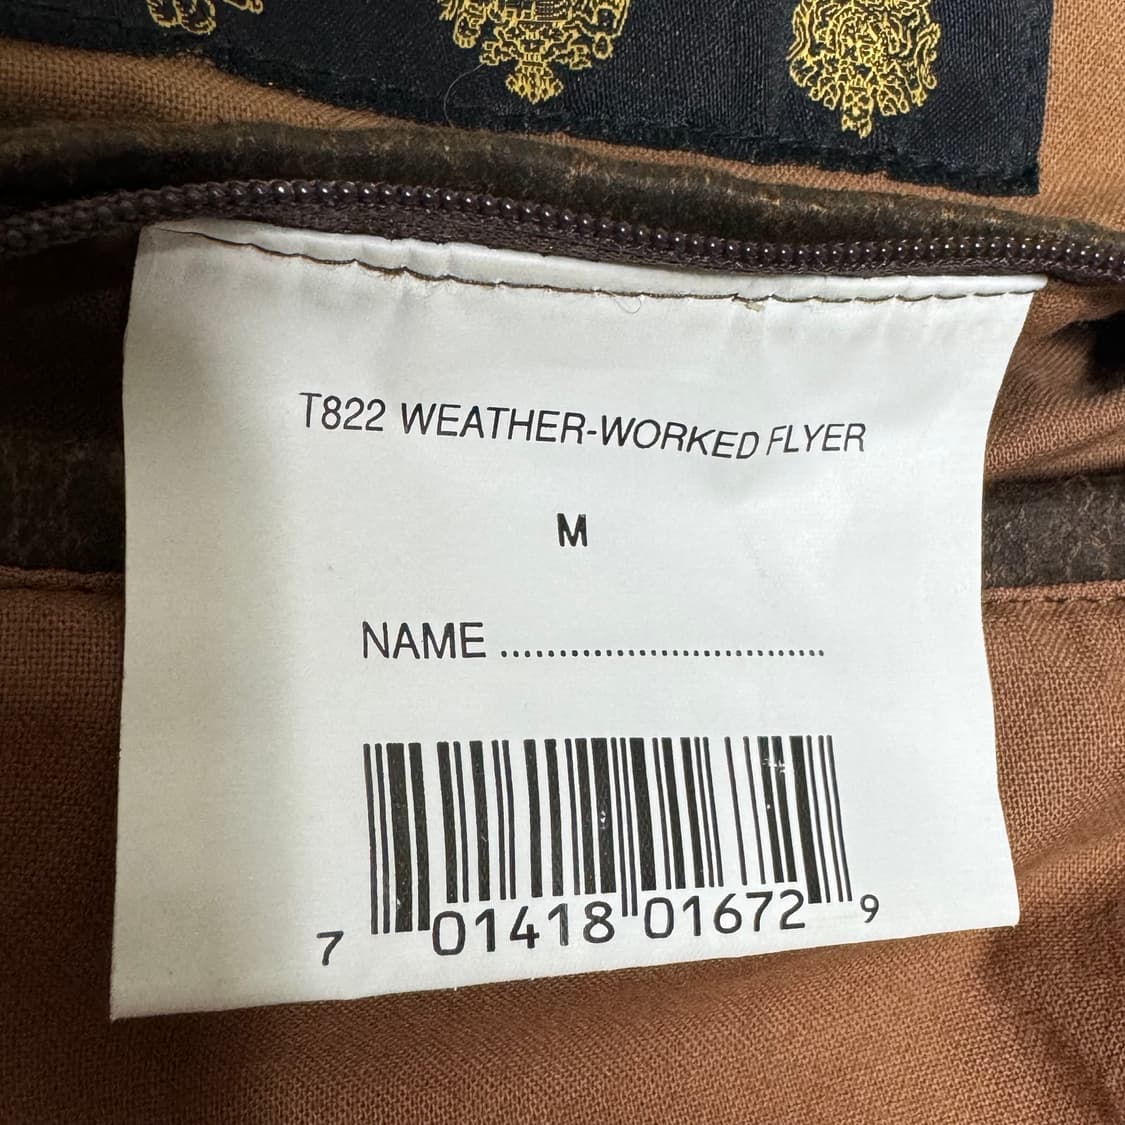 T822 WEATHER-WORKED FLYER
M
NAME ................................
7 01418 01672 9